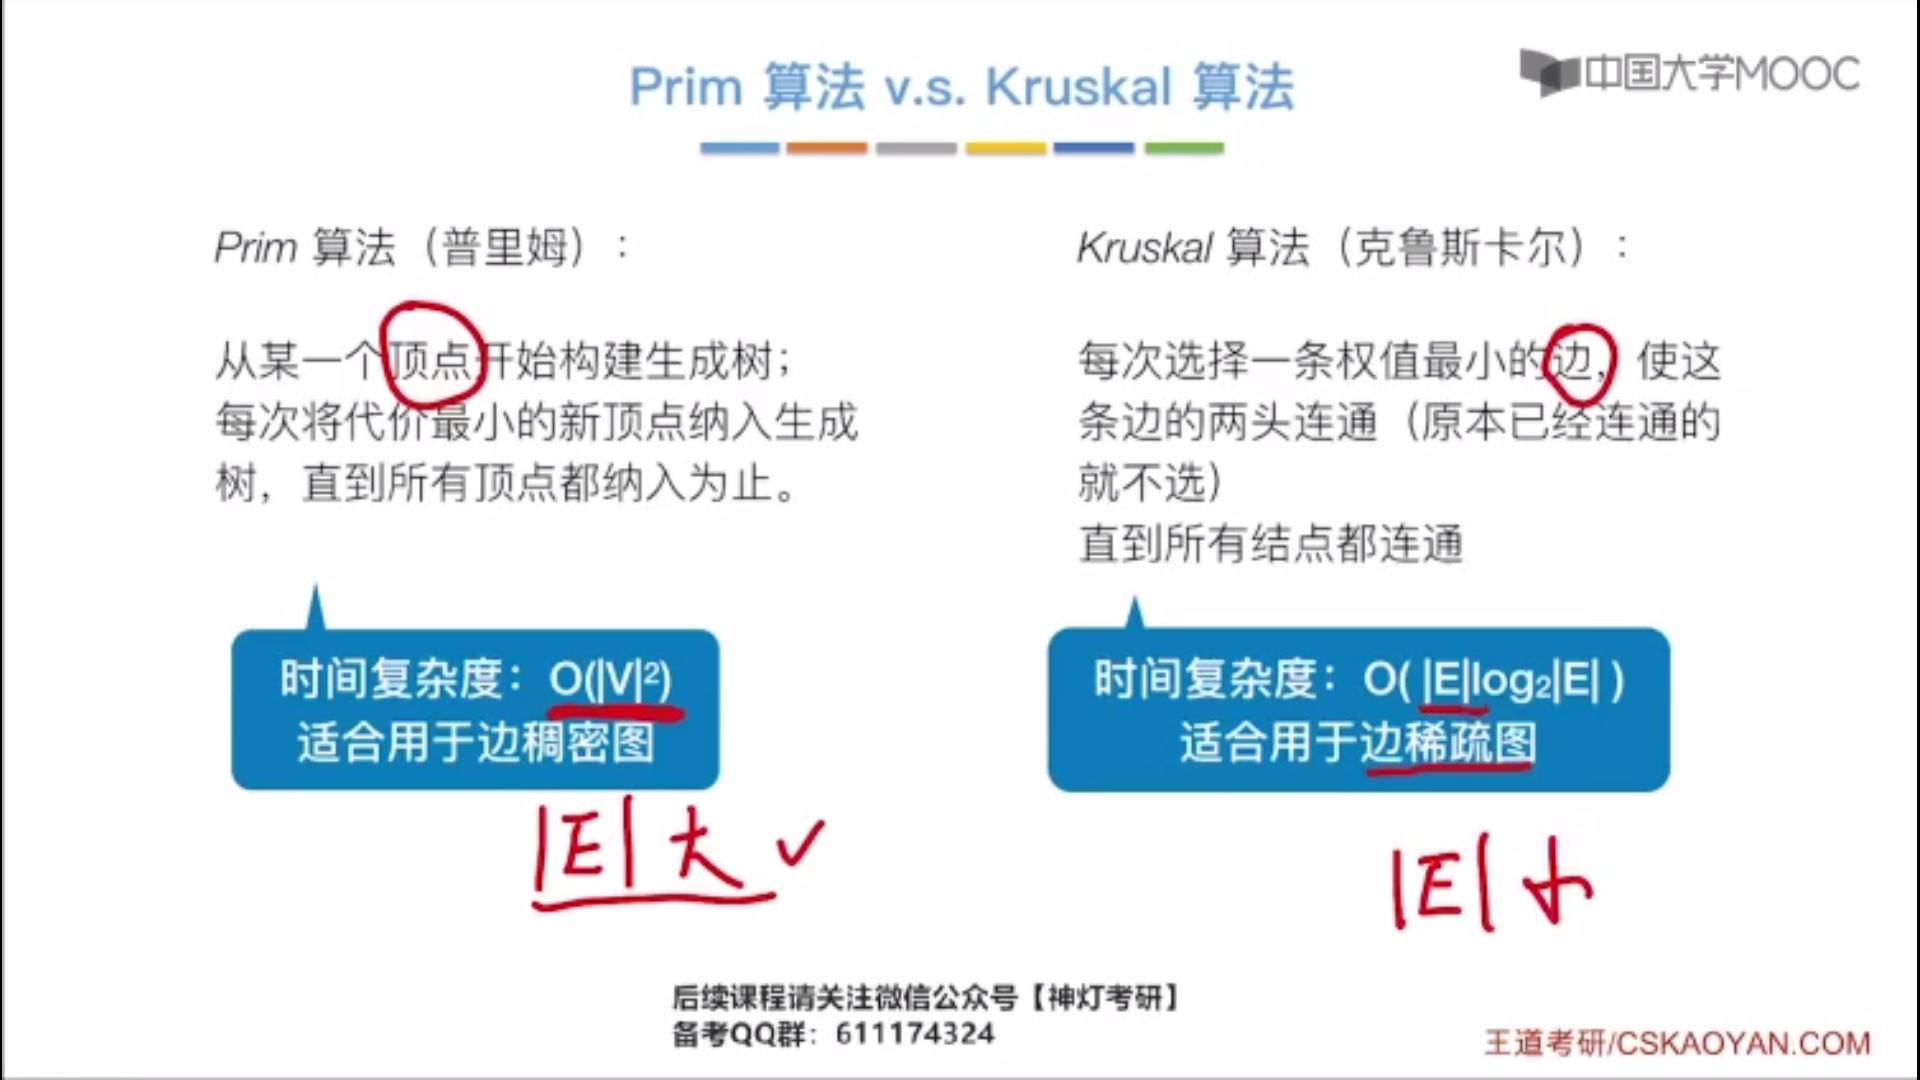 Prim 算法 v.s. Kruskal 算法
中国大学MOOC
Prim 算法（普里姆）:
从某一个顶点开始构建生成树；
每次将代价最小的新顶点纳入生成
树，直到所有顶点都纳入为止。
时间复杂度：O(|V|²)
适合用于边稠密图
|E| 大 ✓
Kruskal 算法（克鲁斯卡尔）:
每次选择一条权值最小的边，使这
条边的两头连通（原本已经连通的
就不选）
直到所有结点都连通
时间复杂度：O( |E|log₂|E| )
适合用于边稀疏图
|E| 小
后续课程请关注微信公众号【神灯考研】
备考QQ群：611174324
王道考研/CSKAOYAN.COM